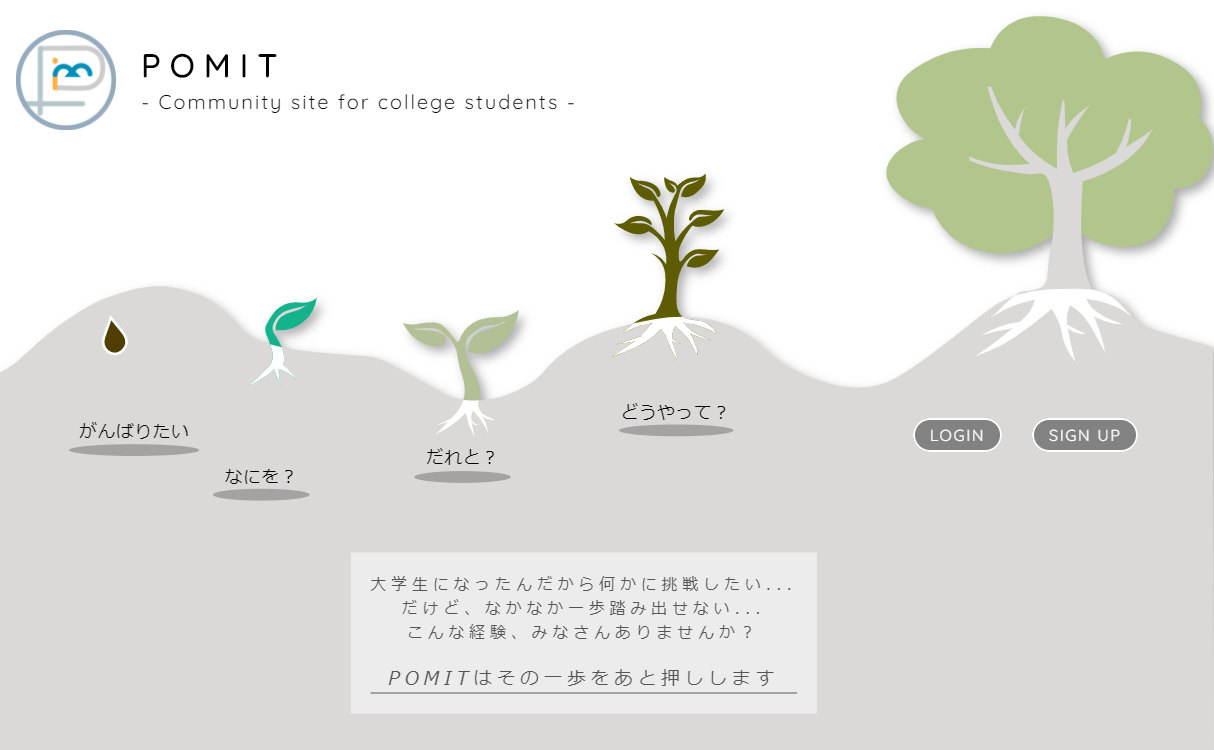 POMIT
- Community site for college students -
がんばりたい
なにを？
だれと？
どうやって？
LOGIN
SIGN UP
大学生になったんだから何かに挑戦したい...
だけど、なかなか一歩踏み出せない...
こんな経験、みなさんありませんか？
POMITはその一歩をあと押しします